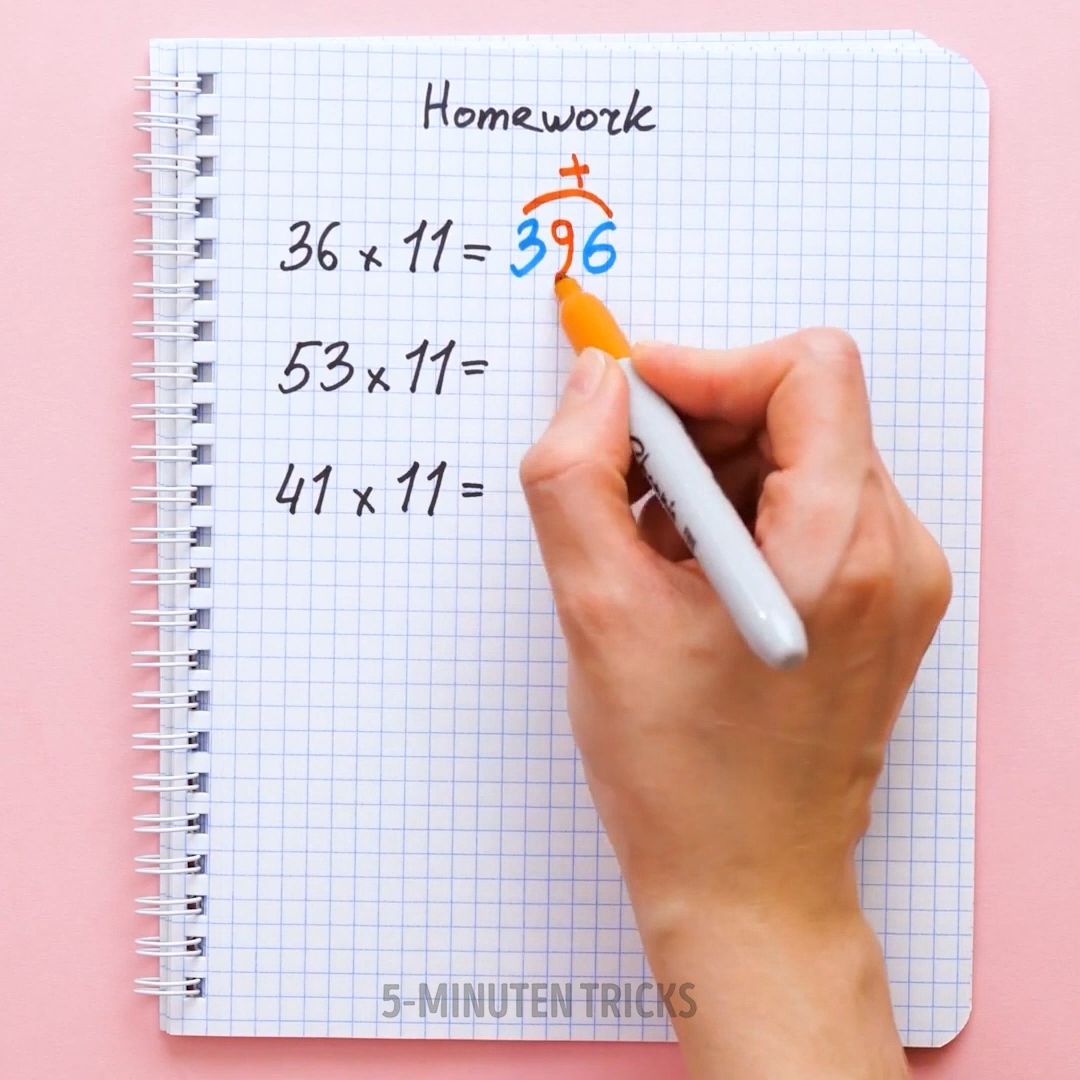 Homework
+
36 x 11 = 396
53 x 11 =
41 x 11 =
5-MINUTEN TRICKS